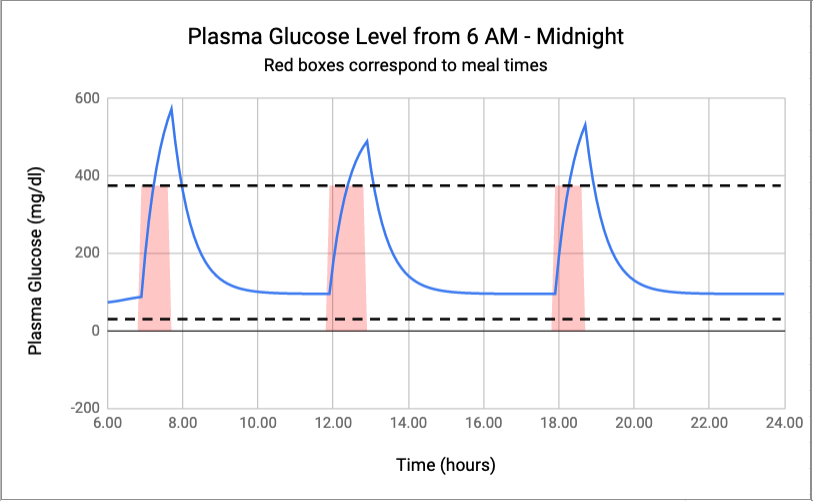 Plasma Glucose Level from 6 AM - Midnight
Red boxes correspond to meal times
Plasma Glucose (mg/dl)
600
400
200
0
-200
6.00 8.00 10.00 12.00 14.00 16.00 18.00 20.00 22.00 24.00
Time (hours)